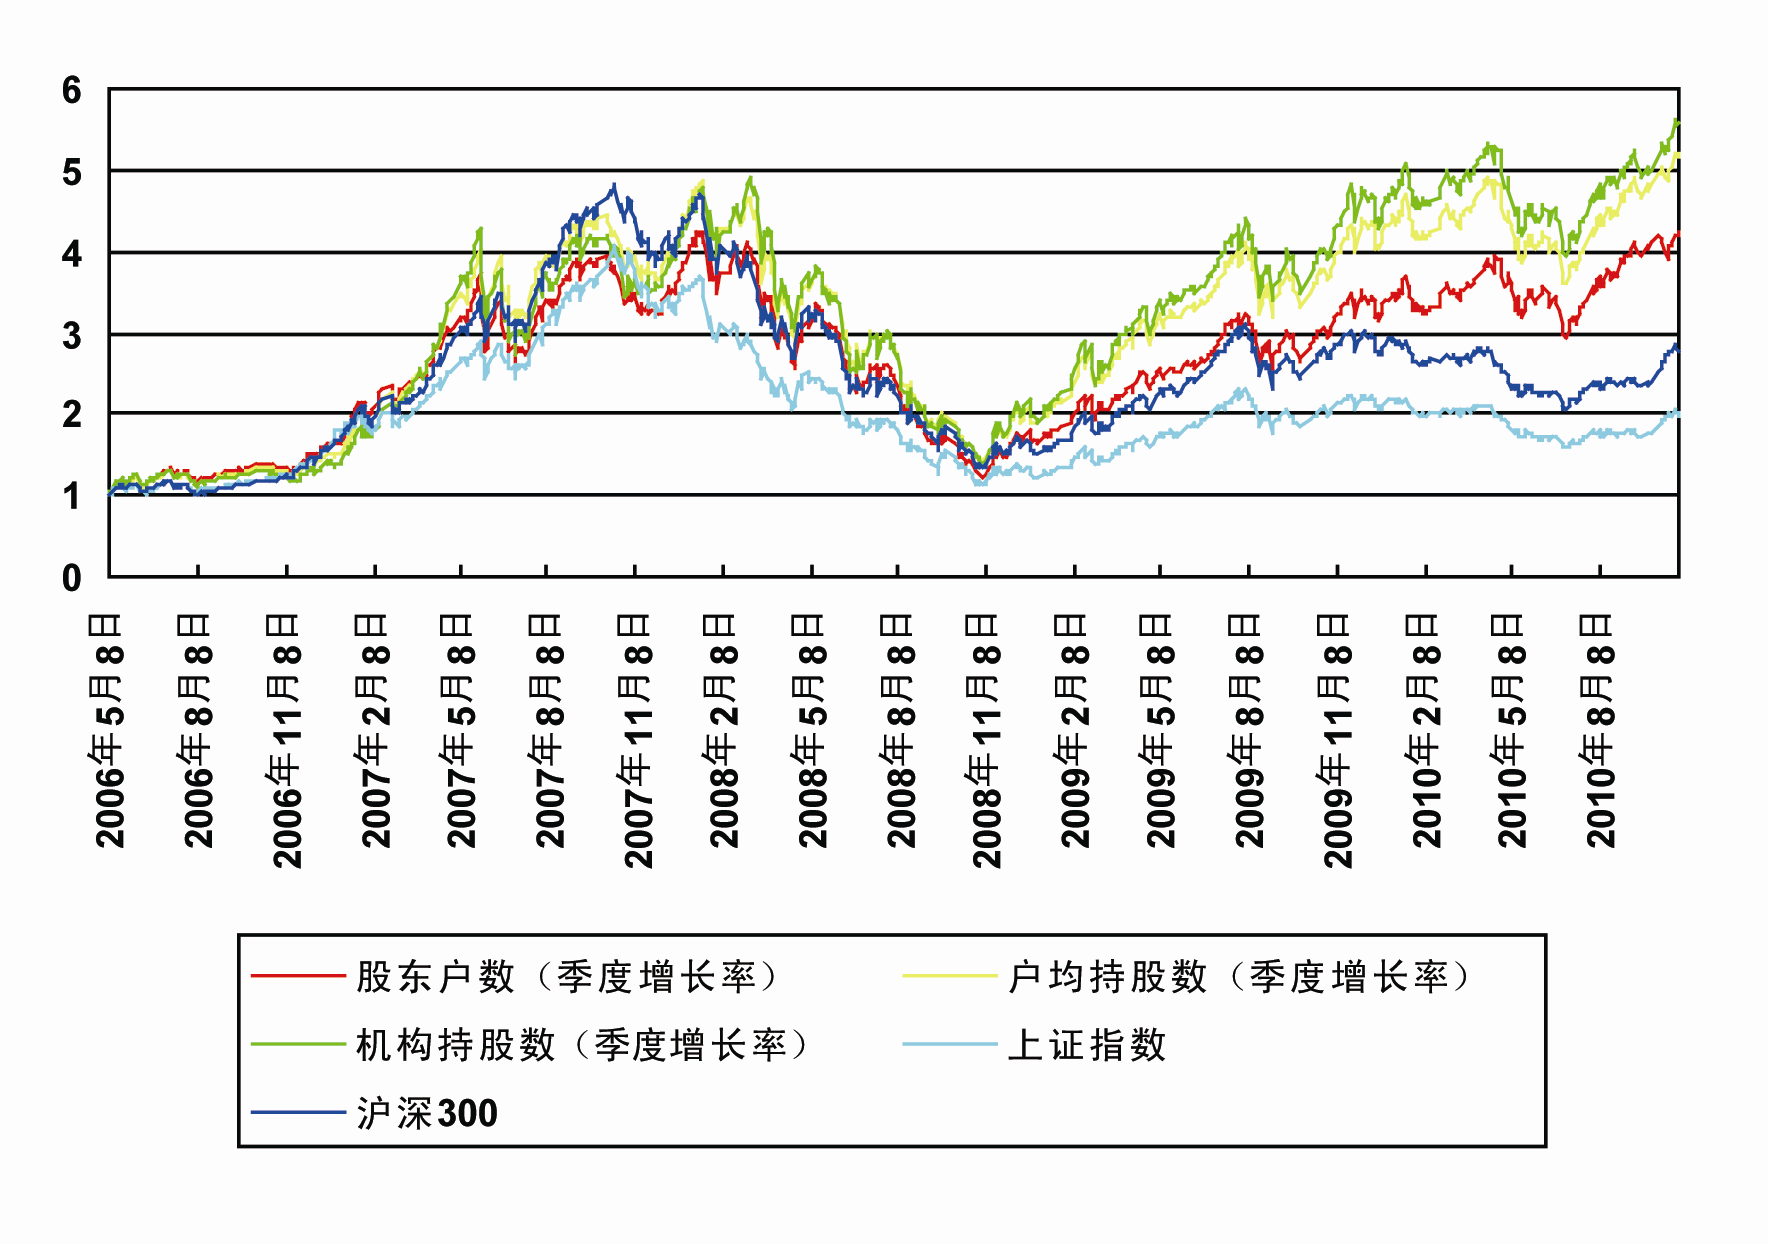 6
5
4
3
2
1
0
2006年5月8日
2006年8月8日
2006年11月8日
2007年2月8日
2007年5月8日
2007年8月8日
2007年11月8日
2008年2月8日
2008年5月8日
2008年8月8日
2008年11月8日
2009年2月8日
2009年5月8日
2009年8月8日
2009年11月8日
2010年2月8日
2010年5月8日
2010年8月8日
股东户数（季度增长率）
户均持股数（季度增长率）
机构持股数（季度增长率）
上证指数
沪深300